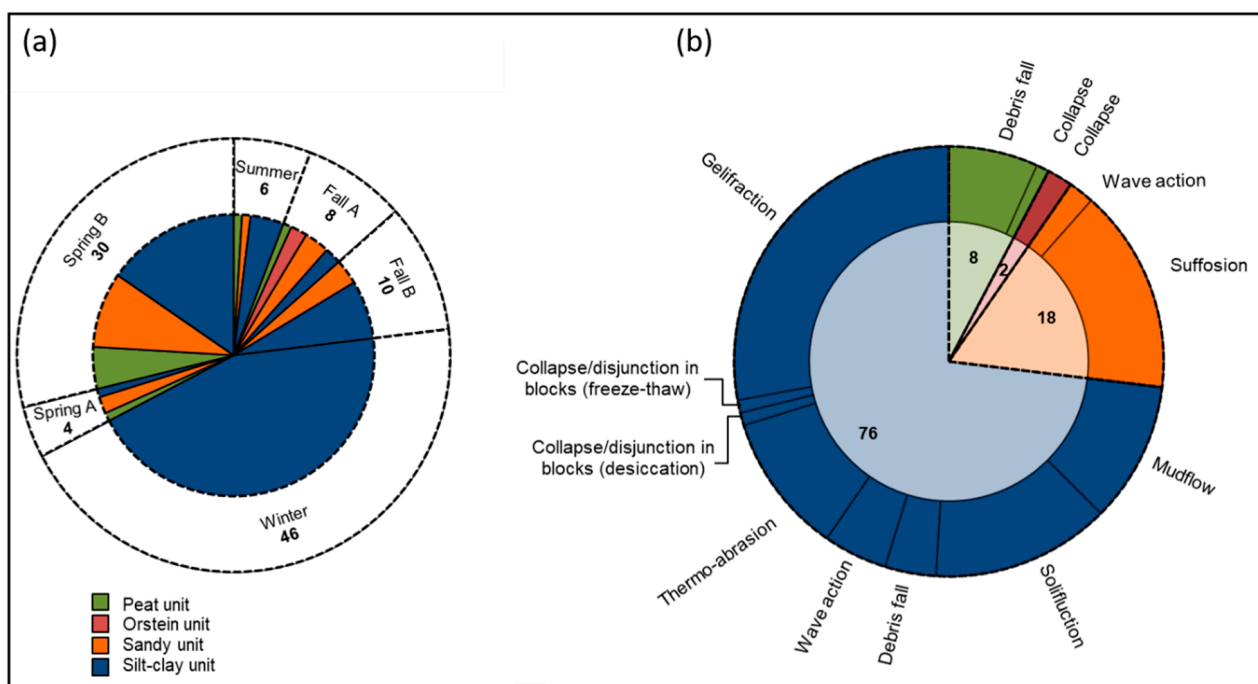 (a)
Summer
6
Fall A
8
Fall B
10
Winter
46
Spring A
4
Spring B
30
Peat unit
Orstein unit
Sandy unit
Silt-clay unit
(b)
Debris fall
Collapse
Collapse
Wave action
Suffosion
Mudflow
Solifluction
Debris fall
Wave action
Thermo-abrasion
Collapse/disjunction in
blocks (desiccation)
Collapse/disjunction in
blocks (freeze-thaw)
Gelifraction
8
2
18
76